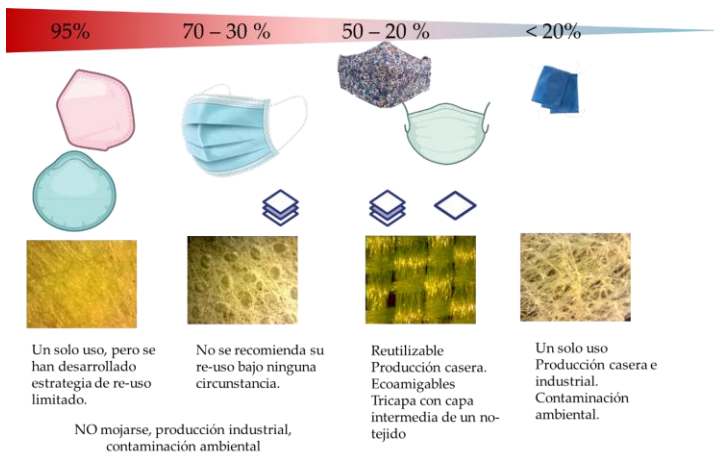 95%
70 – 30 %
50 – 20 %
< 20%
Un solo uso, pero se
han desarrollado
estrategia de re-uso
limitado.
No se recomienda su
re-uso bajo ninguna
circunstancia.
NO mojarse, producción industrial,
contaminación ambiental
Reutilizable
Producción casera.
Ecoamigables
Tricapa con capa
intermedia de un no-
tejido
Un solo uso
Producción casera e
industrial.
Contaminación
ambiental.